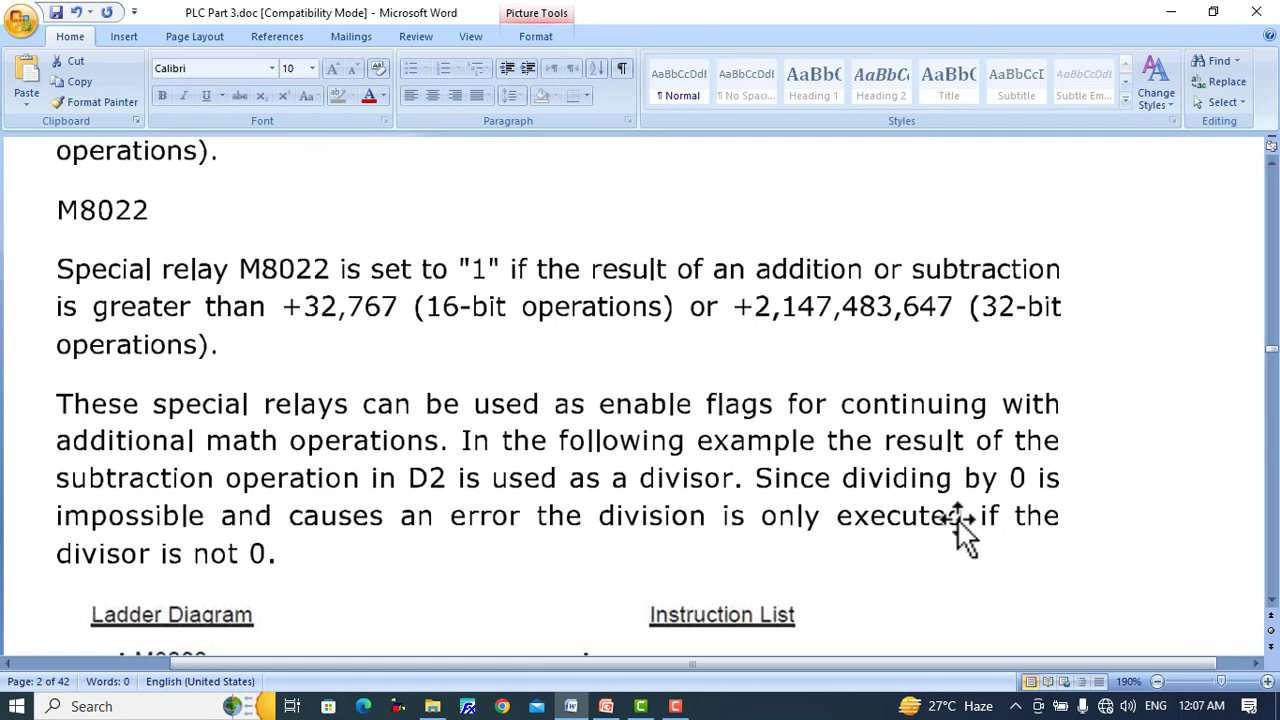 PLC Part 3.doc [Compatibility Mode] - Microsoft Word
Picture Tools
Home Insert Page Layout References Mailings Review View Format
Paste
Cut
Copy
Format Painter
Clipboard
Calibri 10
Font
Paragraph
AaBbCcDd AaBbCcDd AaBbC AaBbCc AaBbC AaBbCcI AaBbCcDd
¶ Normal ¶ No Spaci... Heading 1 Heading 2 Title Subtitle Subtle Em...
Change Styles
Styles
Find
Replace
Select
Editing
operations).
M8022
Special relay M8022 is set to "1" if the result of an addition or subtraction
is greater than +32,767 (16-bit operations) or +2,147,483,647 (32-bit
operations).
These special relays can be used as enable flags for continuing with
additional math operations. In the following example the result of the
subtraction operation in D2 is used as a divisor. Since dividing by 0 is
impossible and causes an error the division is only executed if the
divisor is not 0.
Ladder Diagram Instruction List
Page: 2 of 42 Words: 0 English (United States) 190%
Search 27°C Haze ENG 12:07 AM